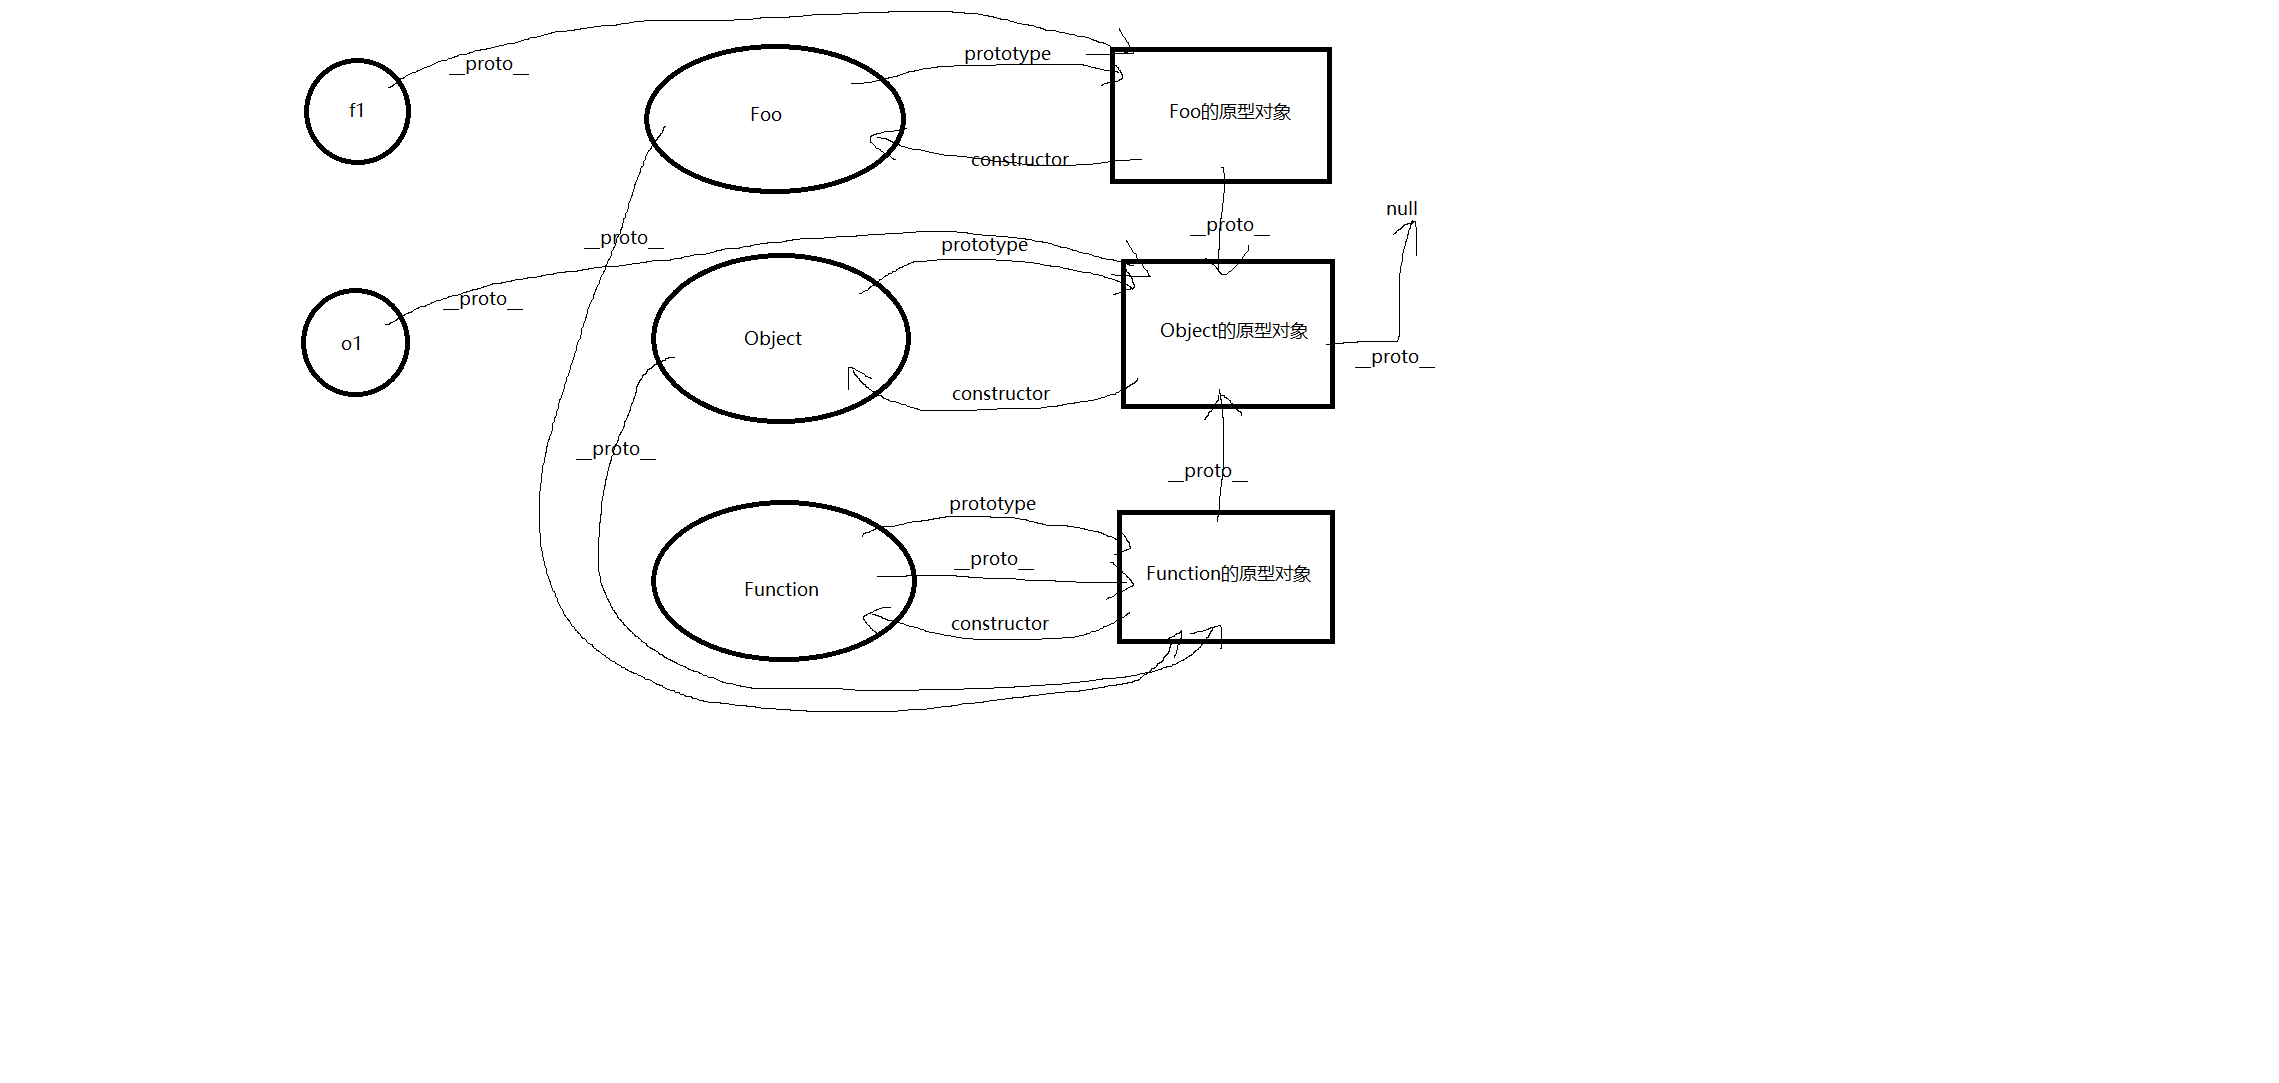 prototype
__proto__
f1
Foo
Foo的原型对象
constructor
null
__proto__
__proto__
prototype
__proto__
o1
Object
Object的原型对象
__proto__
constructor
__proto__
__proto__
prototype
__proto__
Function
Function的原型对象
constructor